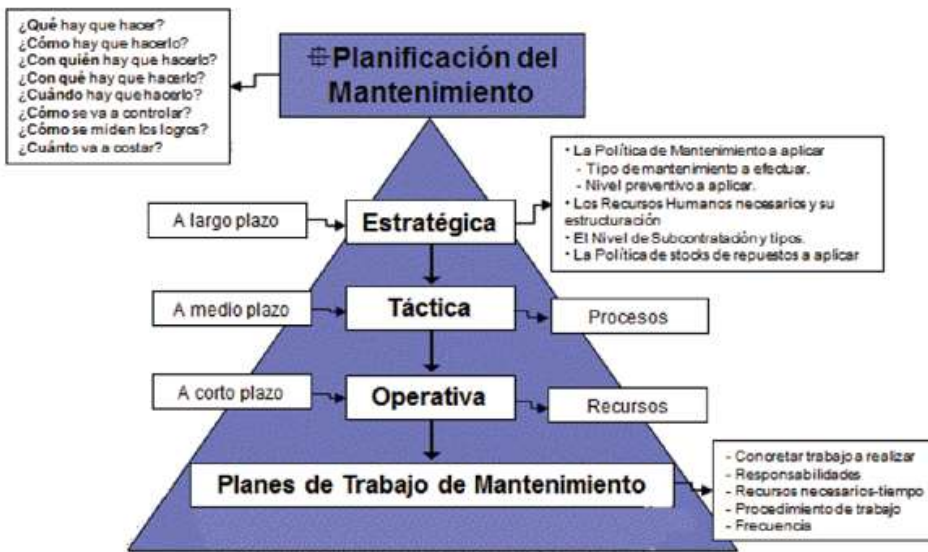 ¿Qué hay que hacer?
¿Cómo hay que hacerlo?
¿Con quién hay que hacerlo?
¿Con qué hay que hacerlo?
¿Cuándo hay que hacerlo?
¿Cómo se va a controlar?
¿Cómo se miden los logros?
¿Cuánto va a costar?
Planificación del
Mantenimiento
• La Política de Mantenimiento a aplicar
- Tipo de mantenimiento a efectuar.
- Nivel preventivo a aplicar.
• Los Recursos Humanos necesarios y su
estructuración
• El Nivel de Subcontratación y tipos.
• La Política de stocks de repuestos a aplicar
A largo plazo
Estratégica
A medio plazo
Táctica
Procesos
A corto plazo
Operativa
Recursos
Planes de Trabajo de Mantenimiento
- Concretar trabajo a realizar
- Responsabilidades
- Recursos necesarios-tiempo
- Procedimiento de trabajo
- Frecuencia